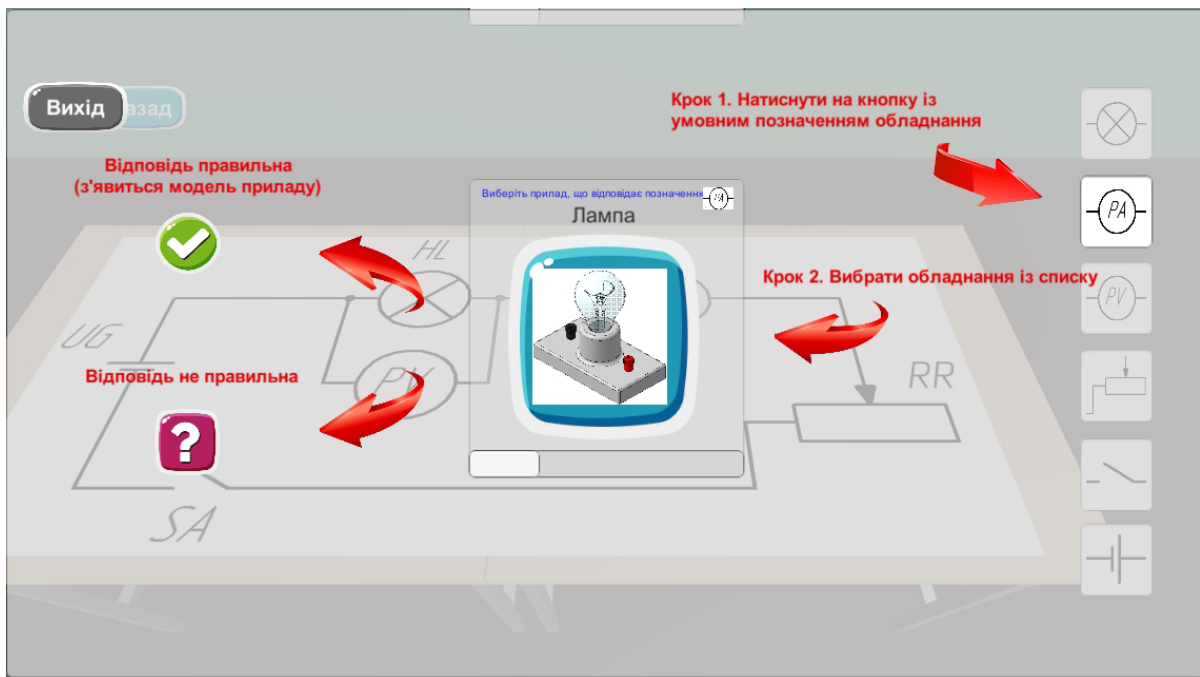 Вихід
азад
Крок 1. Натиснути на кнопку із
умовним позначенням обладнання
Відповідь правильна
(з'явиться модель приладу)
Виберіть прилад, що відповідає позначенню
PA
Лампа
PA
HL
Крок 2. Вибрати обладнання із списку
PV
UG
Відповідь не правильна
PV
RR
SA